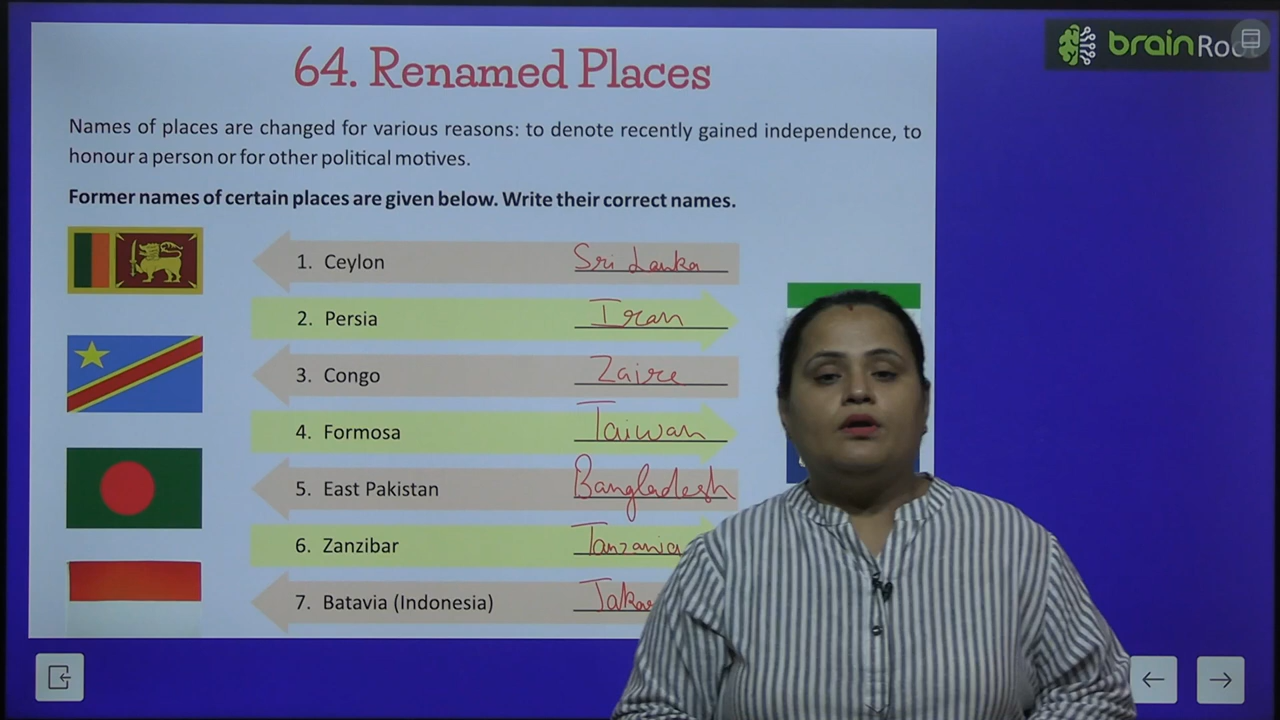 64. Renamed Places
brain
Names of places are changed for various reasons: to denote recently gained independence, to
honour a person or for other political motives.
Former names of certain places are given below. Write their correct names.
1. Ceylon Sri Lanka
2. Persia Iran
3. Congo Zaire
4. Formosa Taiwan
5. East Pakistan Bangladesh
6. Zanzibar Tanzania
7. Batavia (Indonesia)